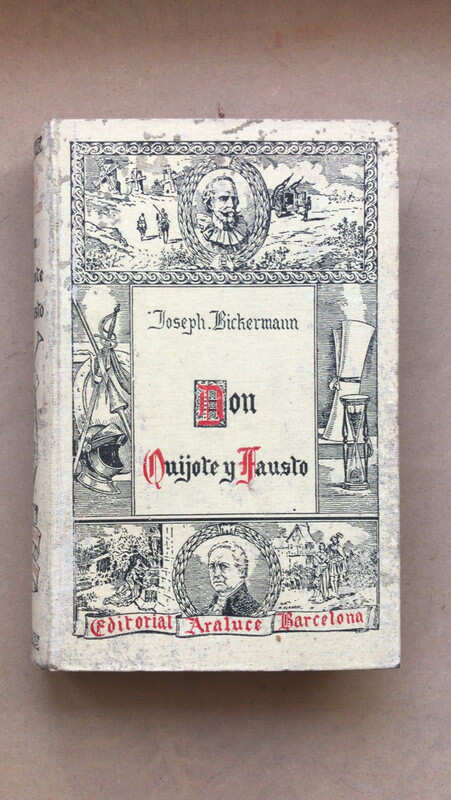 Joseph Bickermann
Don
Quijote y Fausto
Editorial Araluce Barcelona